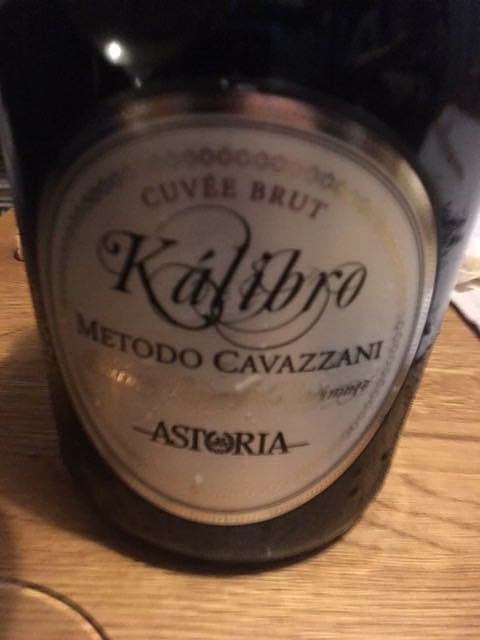 CUVÉE BRUT
Kálibro
METODO CAVAZZANI
ASTORIA